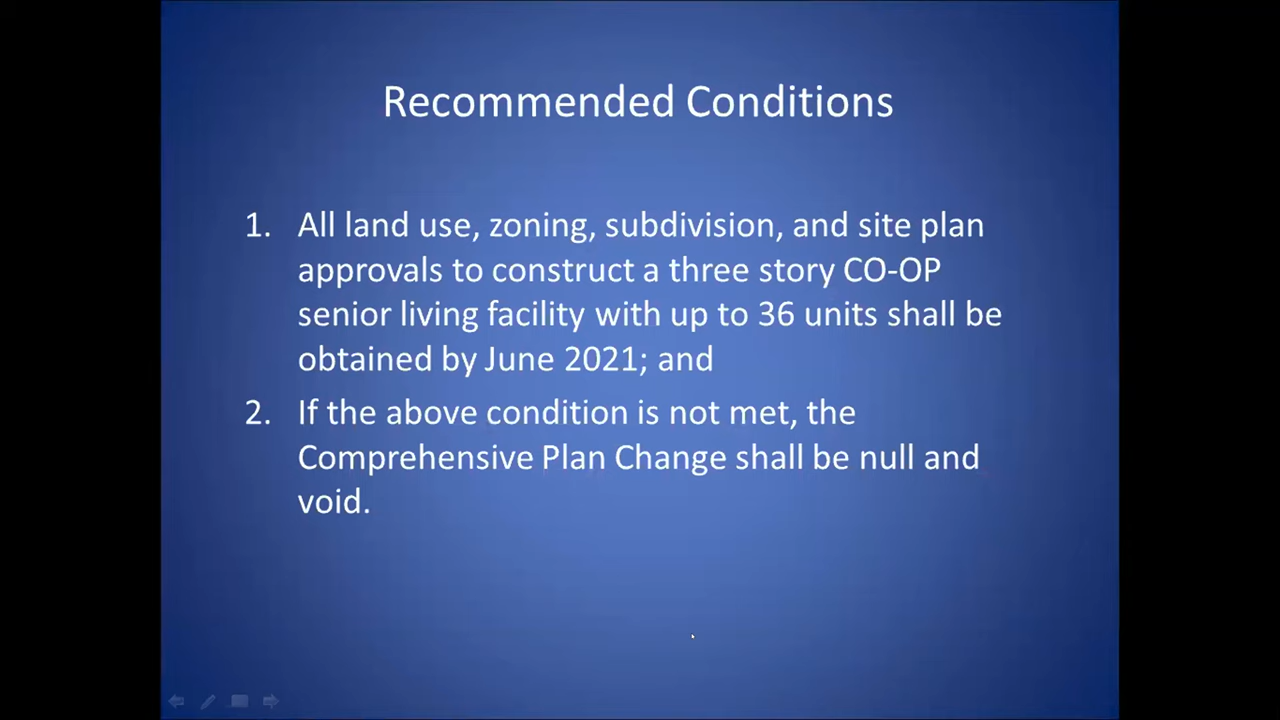 Recommended Conditions
1. All land use, zoning, subdivision, and site plan
approvals to construct a three story CO-OP
senior living facility with up to 36 units shall be
obtained by June 2021; and
2. If the above condition is not met, the
Comprehensive Plan Change shall be null and
void.